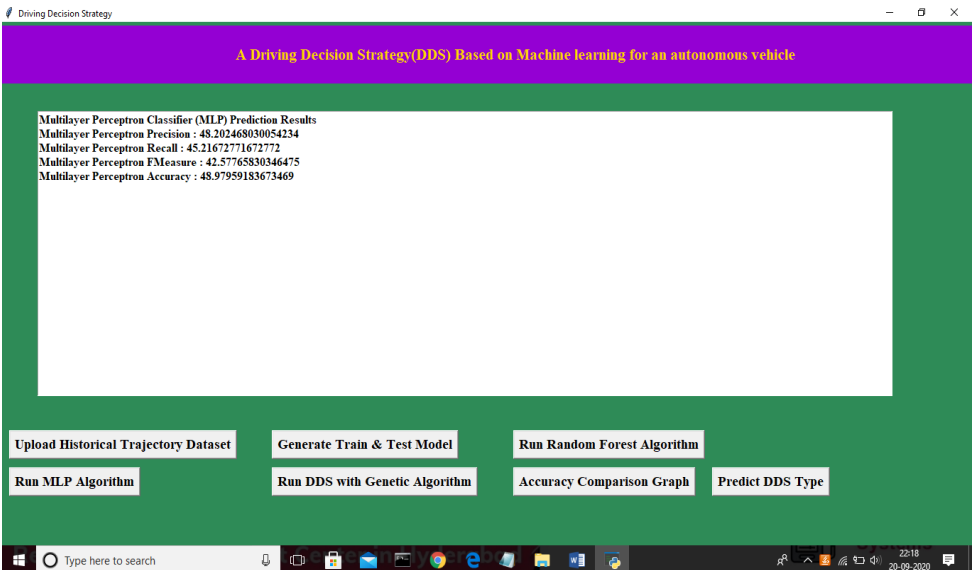 Driving Decision Strategy
A Driving Decision Strategy(DDS) Based on Machine learning for an autonomous vehicle
Multilayer Perceptron Classifier (MLP) Prediction Results
Multilayer Perceptron Precision : 48.202468030054234
Multilayer Perceptron Recall : 45.21672771672772
Multilayer Perceptron FMeasure : 42.57765830346475
Multilayer Perceptron Accuracy : 48.97959183673469
Upload Historical Trajectory Dataset
Generate Train & Test Model
Run Random Forest Algorithm
Run MLP Algorithm
Run DDS with Genetic Algorithm
Accuracy Comparison Graph
Predict DDS Type
Type here to search
22:18
20-09-2020